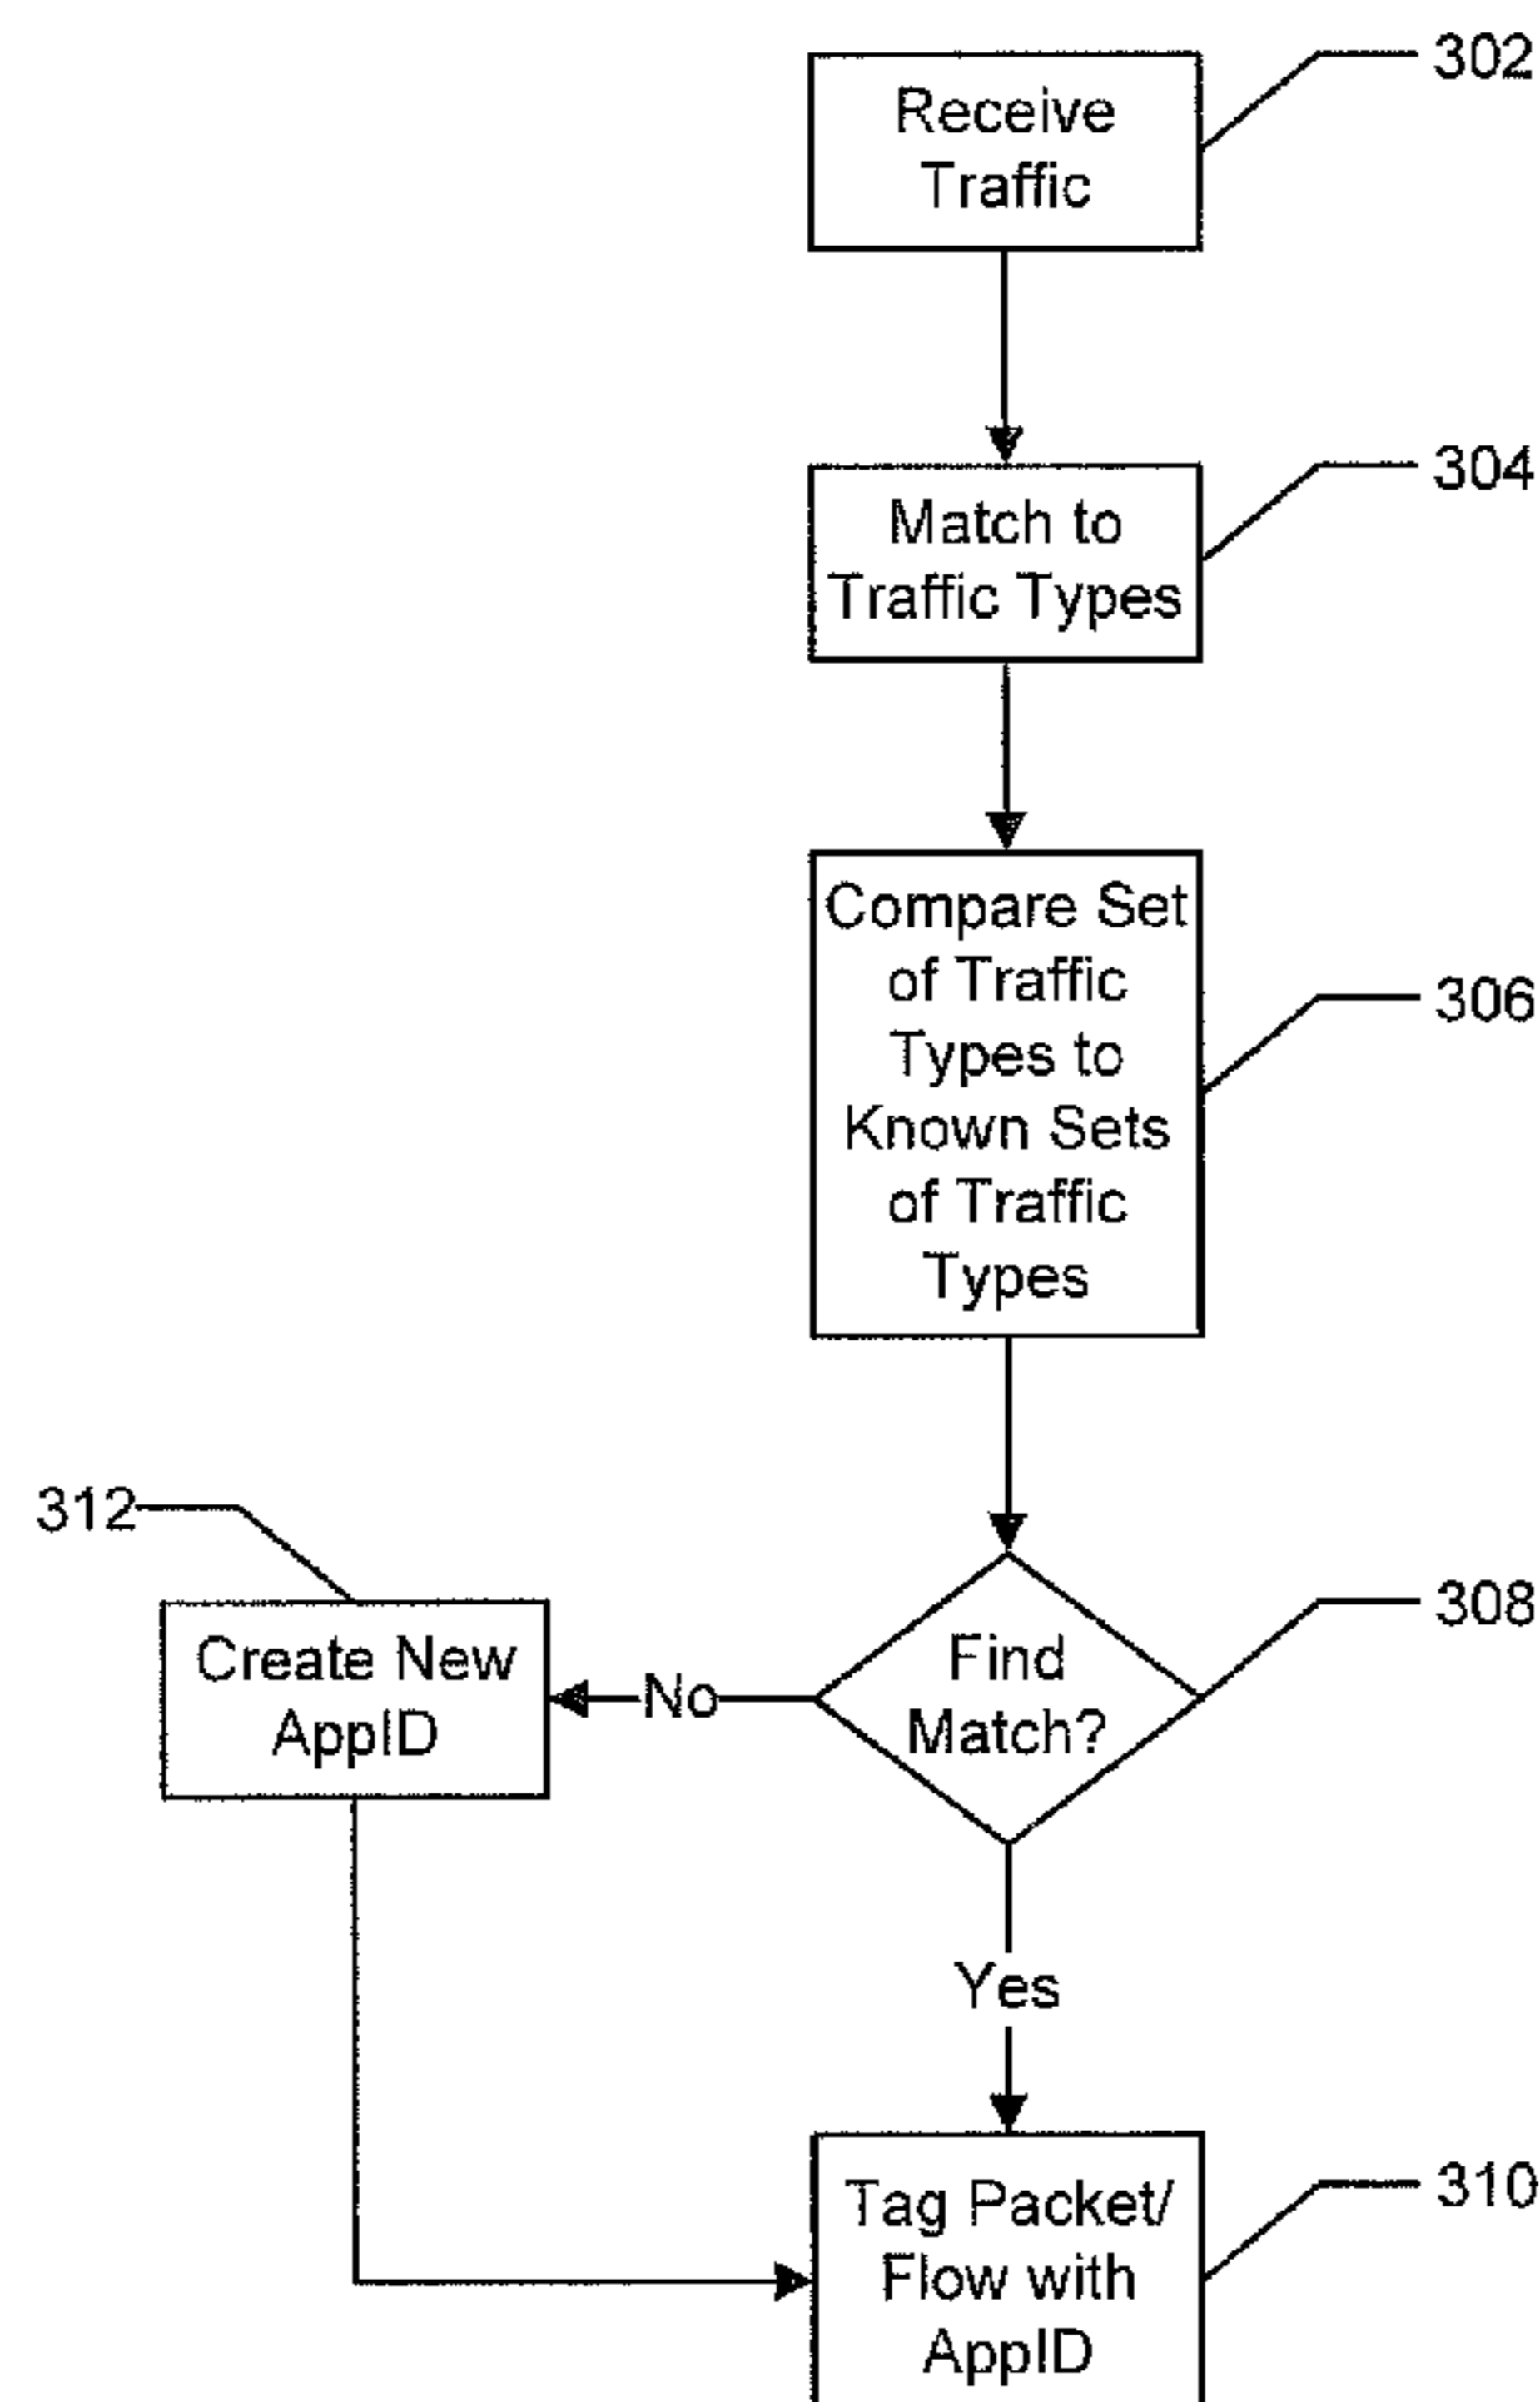 302
Receive
Traffic
304
Match to
Traffic Types
Compare Set
of Traffic
Types to
Known Sets
of Traffic
Types
306
312
Create New
AppID
No
Find
Match?
308
Yes
Tag Packet/
Flow with
AppID
310